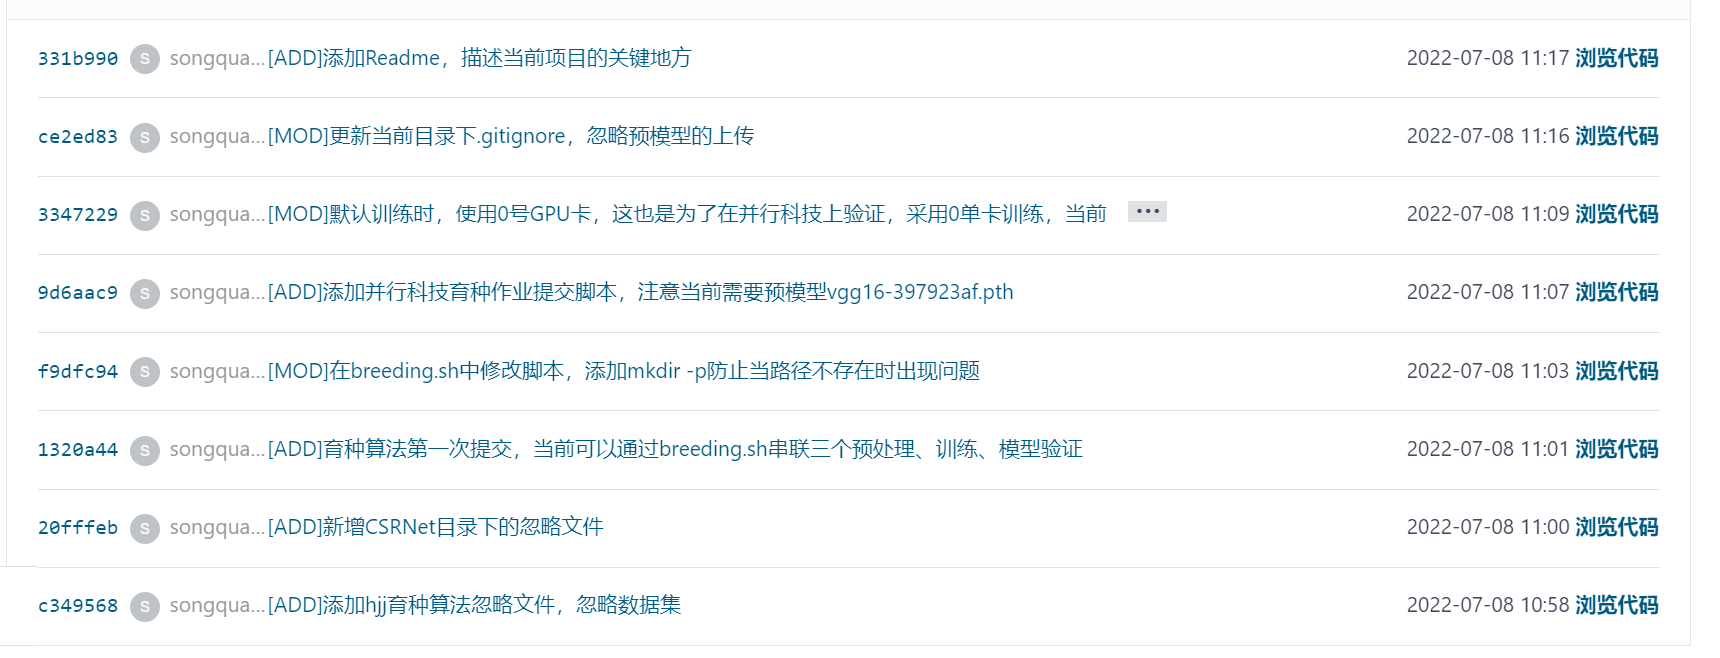 331b990 S songqua...[ADD]添加Readme，描述当前项目的关键地方 2022-07-08 11:17 浏览代码
ce2ed83 S songqua...[MOD]更新当前目录下.gitignore，忽略预模型的上传 2022-07-08 11:16 浏览代码
3347229 S songqua...[MOD]默认训练时，使用0号GPU卡，这也是为了在并行科技上验证，采用0单卡训练，当前 ... 2022-07-08 11:09 浏览代码
9d6aac9 S songqua...[ADD]添加并行科技育种作业提交脚本，注意当前需要预模型vgg16-397923af.pth 2022-07-08 11:07 浏览代码
f9dfc94 S songqua...[MOD]在breeding.sh中修改脚本，添加mkdir -p防止当路径不存在时出现问题 2022-07-08 11:03 浏览代码
1320a44 S songqua...[ADD]育种算法第一次提交，当前可以通过breeding.sh串联三个预处理、训练、模型验证 2022-07-08 11:01 浏览代码
20fffeb S songqua...[ADD]新增CSRNet目录下的忽略文件 2022-07-08 11:00 浏览代码
c349568 S songqua...[ADD]添加hjj育种算法忽略文件，忽略数据集 2022-07-08 10:58 浏览代码